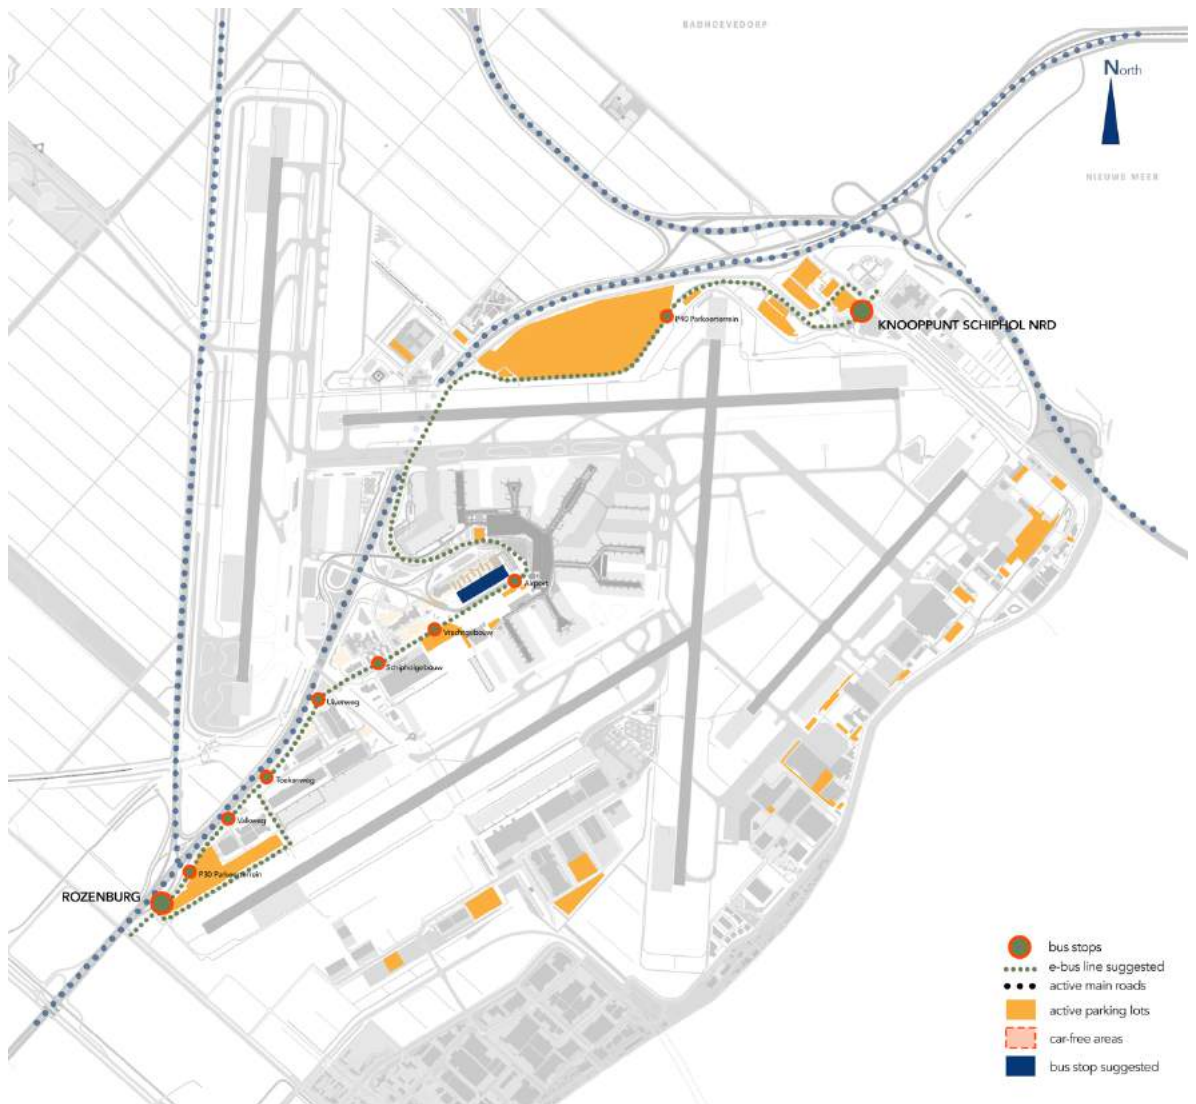 BADHOEVEDORP
North
NIEUWE MEER
P40 Parkeerterrein
KNOOPPUNT SCHIPHOL NRD
Airport
Vrachtgebouw
Schipholgebouw
Uiverweg
Toekanweg
Valkweg
P30 Parkeerterrein
ROZENBURG
bus stops
e-bus line suggested
active main roads
active parking lots
car-free areas
bus stop suggested